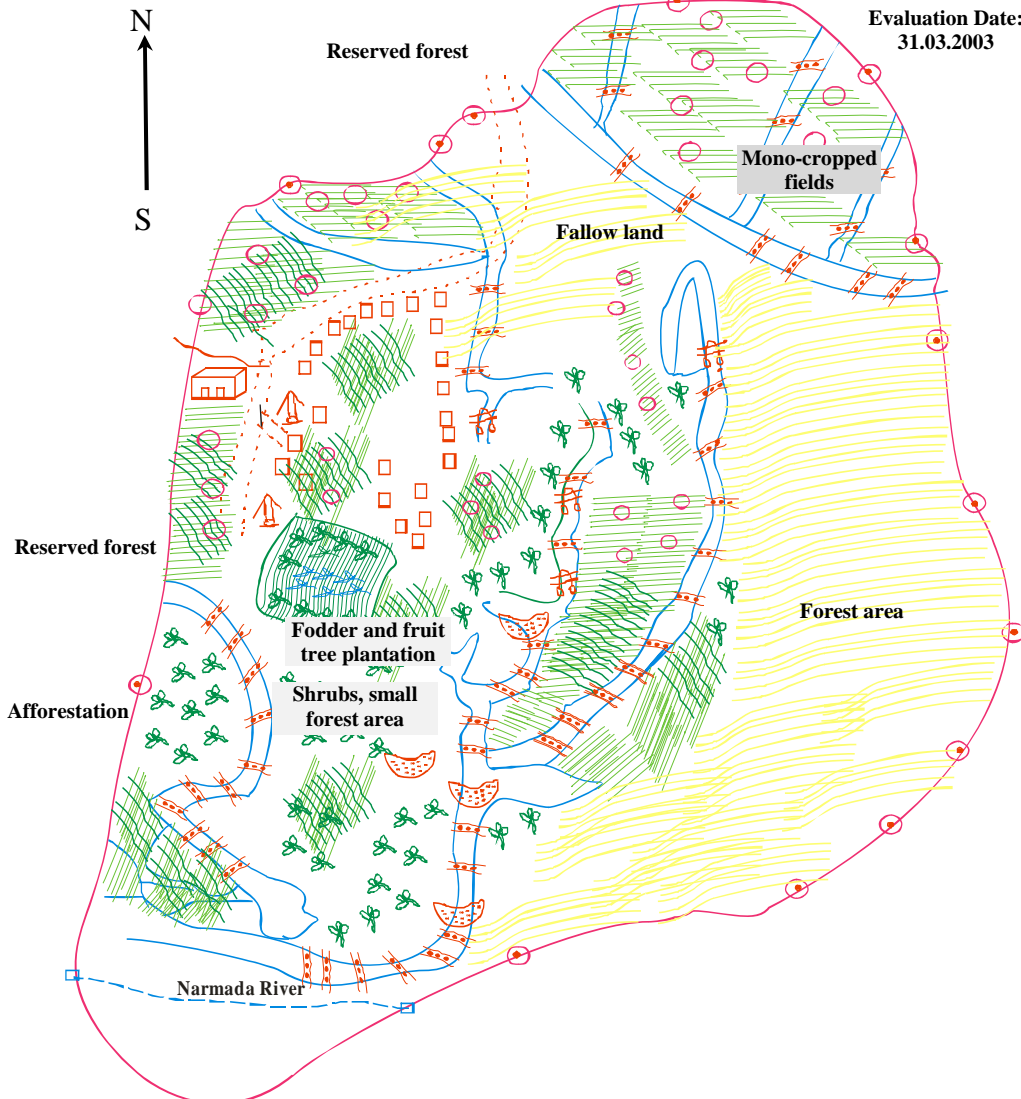 N
Evaluation Date:
31.03.2003
Reserved forest
Mono-cropped
fields
S
Fallow land
Reserved forest
Forest area
Fodder and fruit
tree plantation
Shrubs, small
forest area
Afforestation
Narmada River